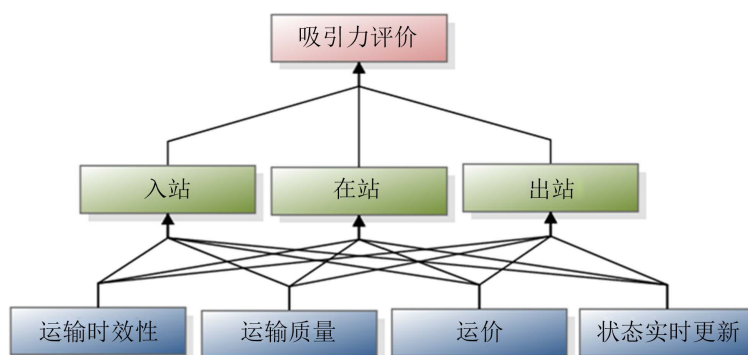 吸引力评价
入站
在站
出站
运输时效性
运输质量
运价
状态实时更新